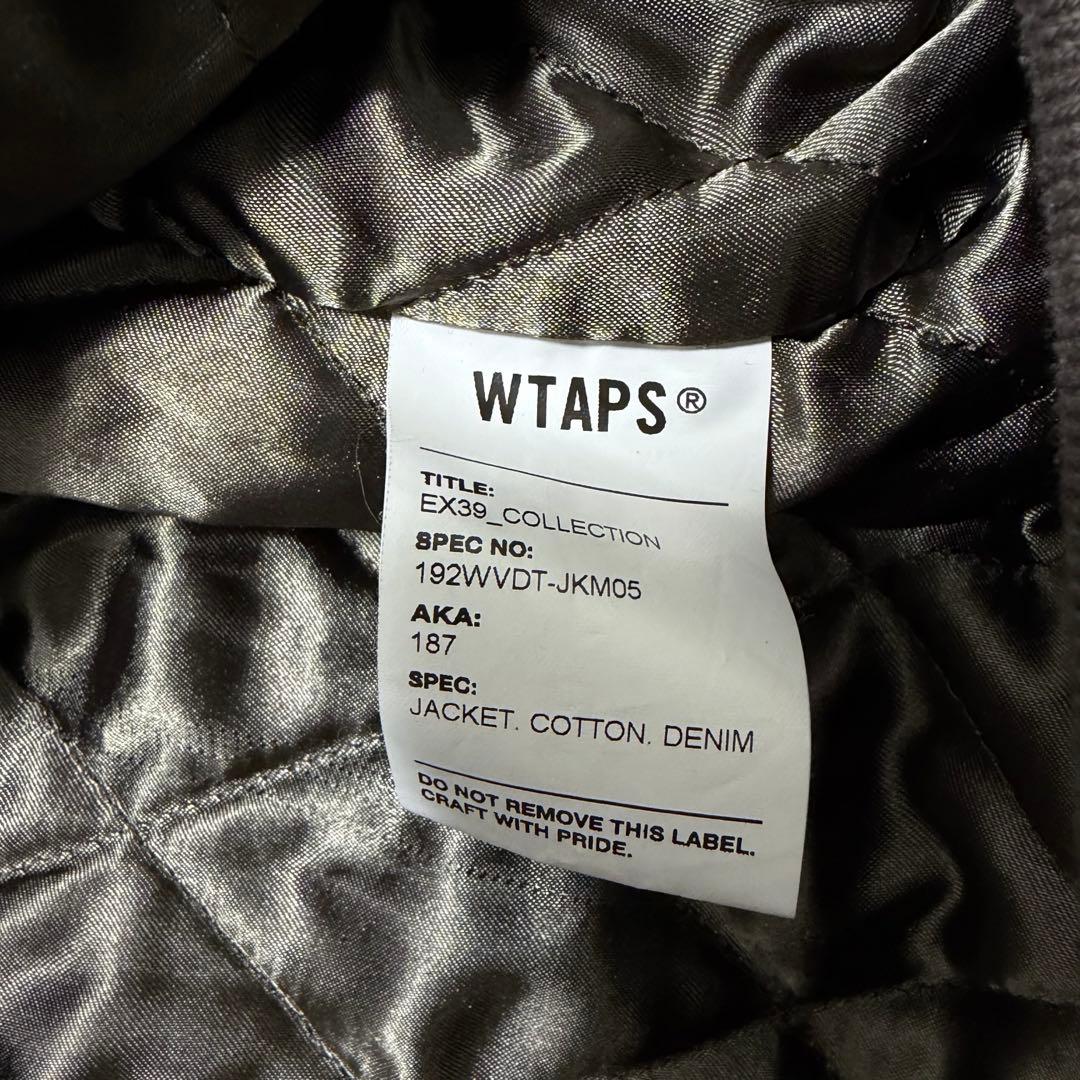 WTAPS®
TITLE:
EX39_COLLECTION
SPEC NO:
192WVDT-JKM05
AKA:
187
SPEC:
JACKET. COTTON. DENIM
DO NOT REMOVE THIS LABEL.
CRAFT WITH PRIDE.